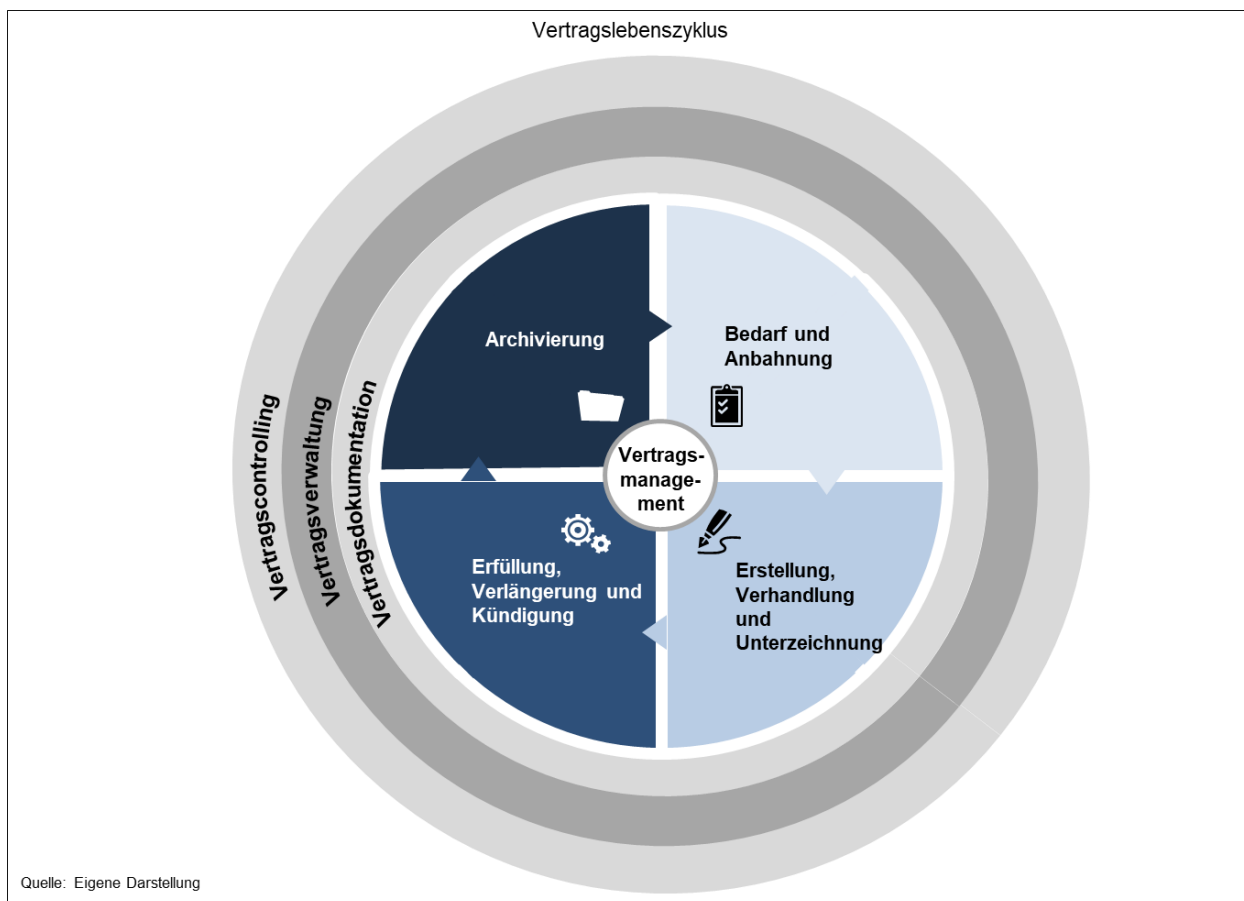 Vertragslebenszyklus
Archivierung
Bedarf und
Anbahnung
Vertrags-
manage-
ment
Erfüllung,
Verlängerung und
Kündigung
Erstellung,
Verhandlung
und
Unterzeichnung
Vertragscontrolling
Vertragsverwaltung
Vertragsdokumentation
Quelle: Eigene Darstellung